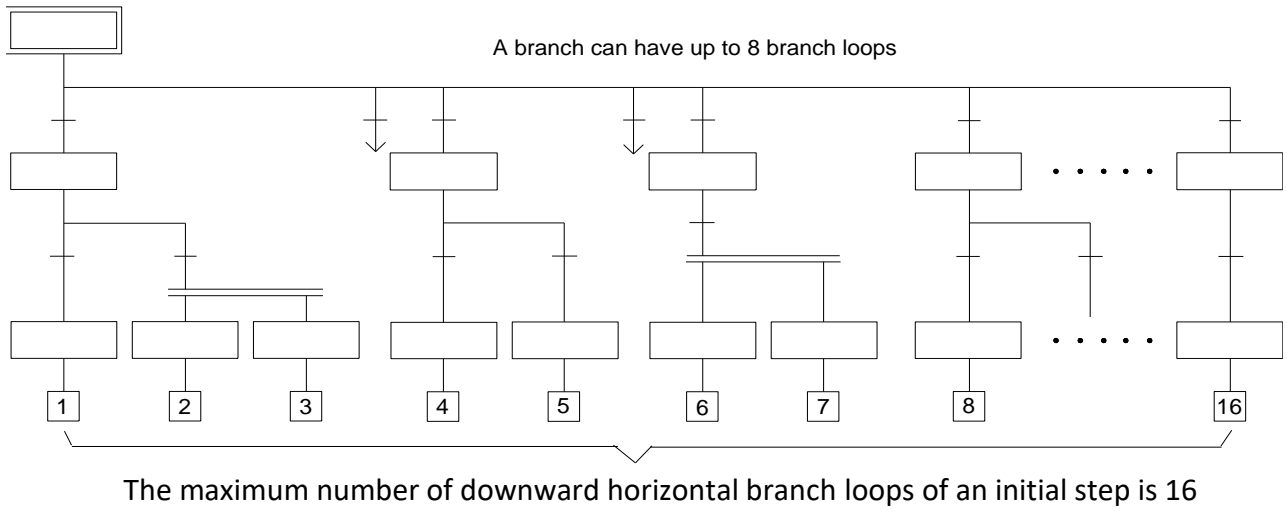 A branch can have up to 8 branch loops
1 2 3 4 5 6 7 8 16
The maximum number of downward horizontal branch loops of an initial step is 16